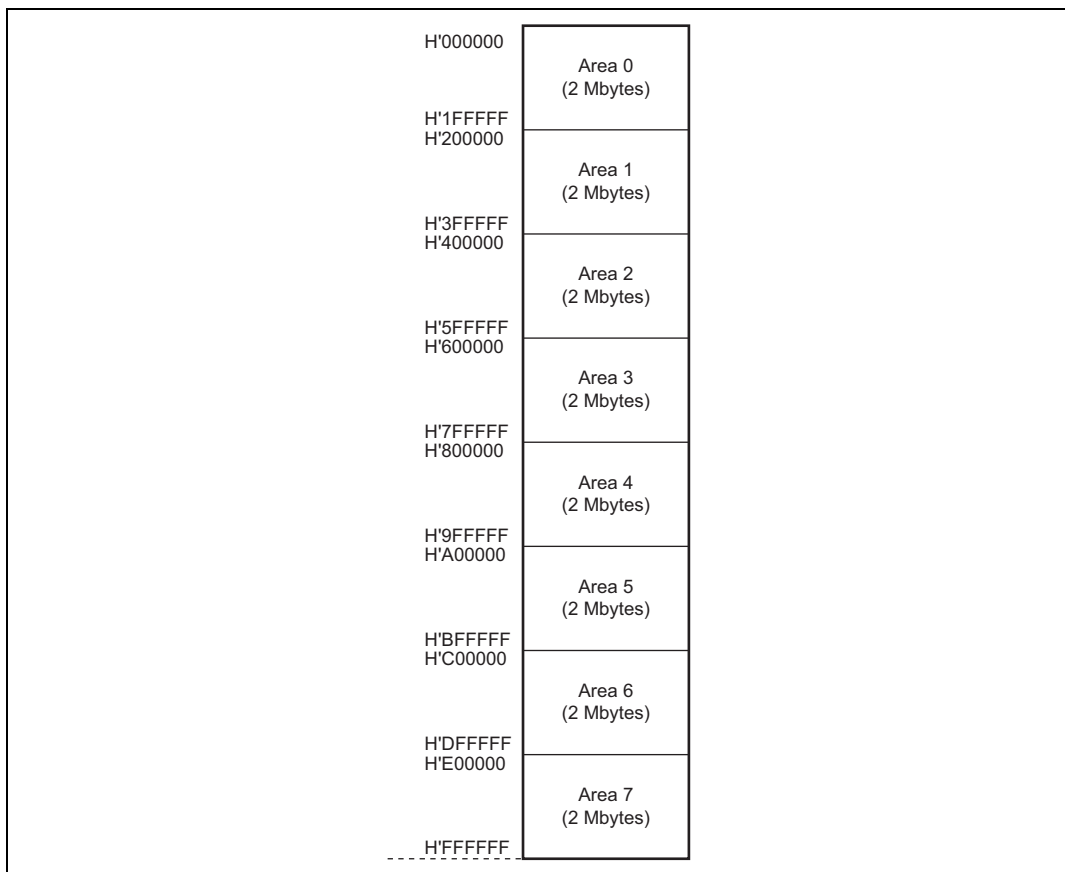 H'000000
Area 0
(2 Mbytes)
H'1FFFFF
H'200000
Area 1
(2 Mbytes)
H'3FFFFF
H'400000
Area 2
(2 Mbytes)
H'5FFFFF
H'600000
Area 3
(2 Mbytes)
H'7FFFFF
H'800000
Area 4
(2 Mbytes)
H'9FFFFF
H'A00000
Area 5
(2 Mbytes)
H'BFFFFF
H'C00000
Area 6
(2 Mbytes)
H'DFFFFF
H'E00000
Area 7
(2 Mbytes)
H'FFFFFF